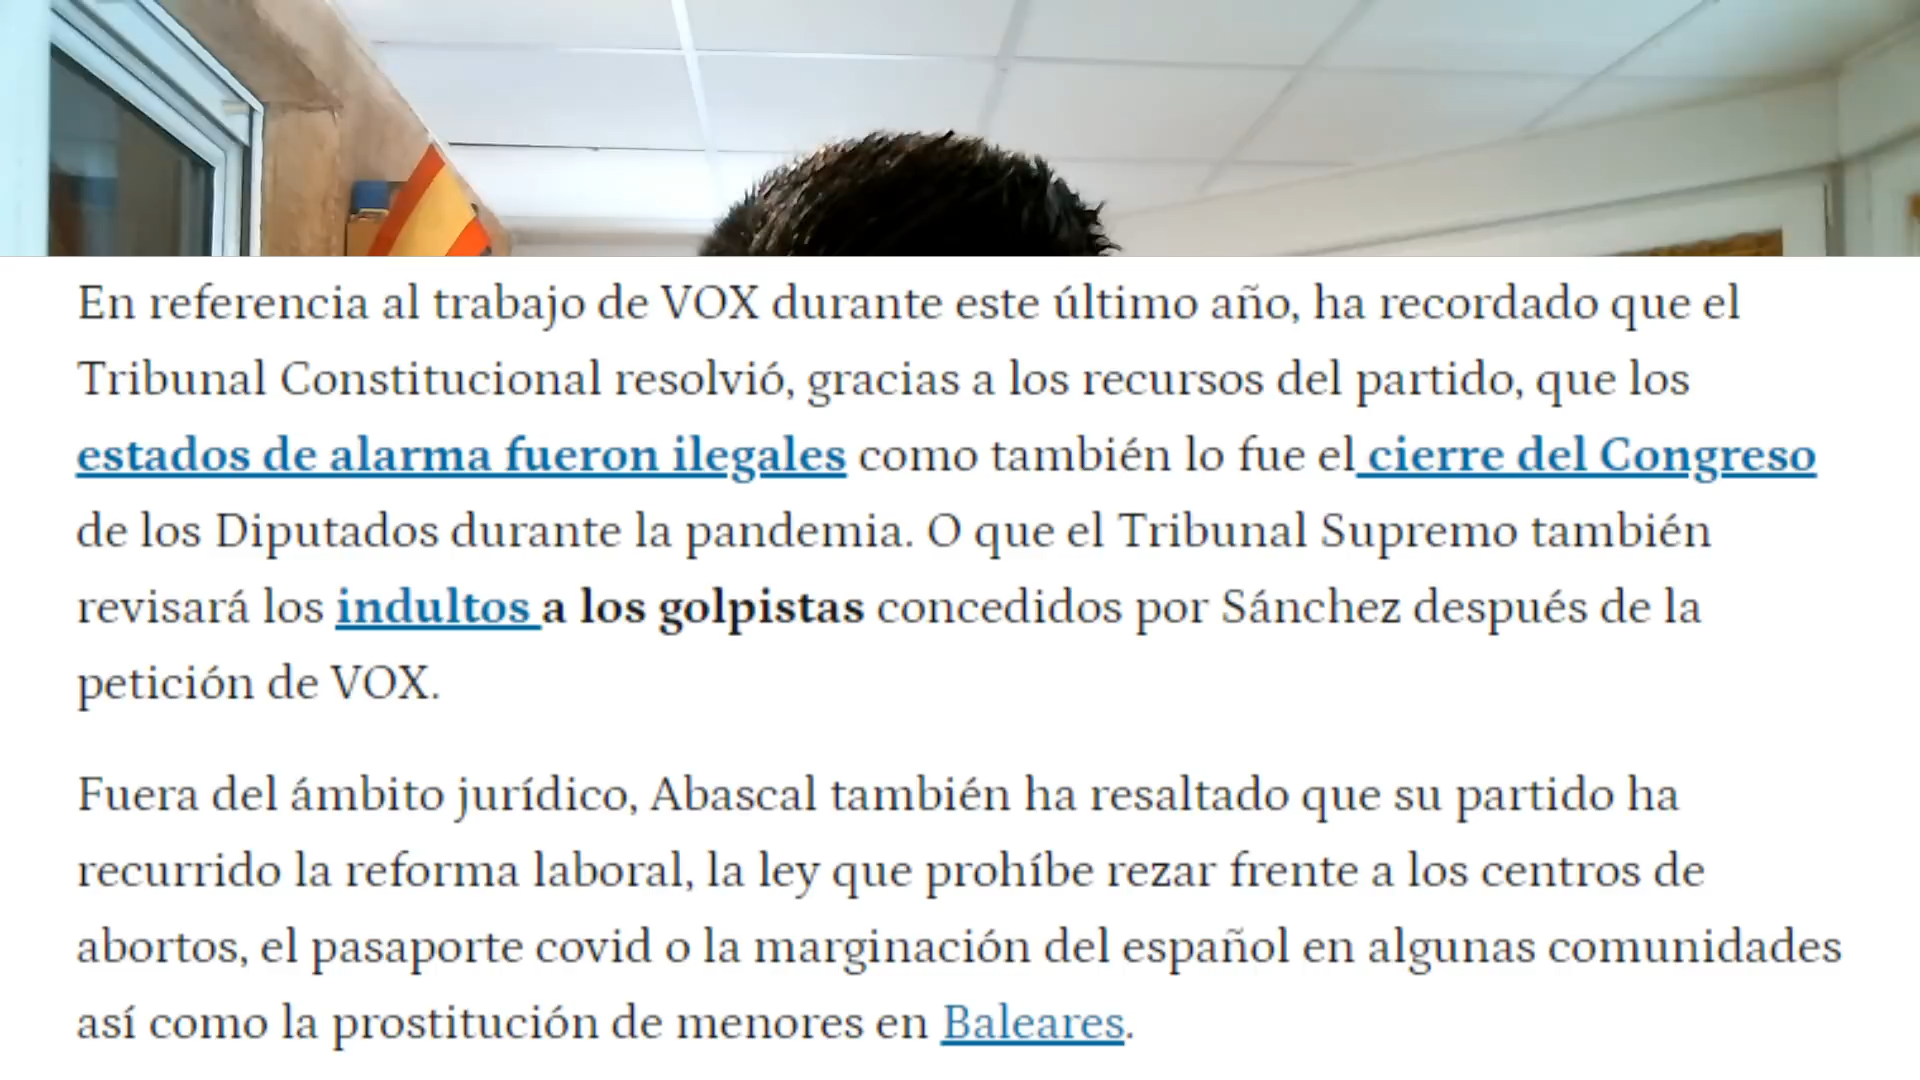 En referencia al trabajo de VOX durante este último año, ha recordado que el
Tribunal Constitucional resolvió, gracias a los recursos del partido, que los
estados de alarma fueron ilegales como también lo fue el cierre del Congreso
de los Diputados durante la pandemia. O que el Tribunal Supremo también
revisará los indultos a los golpistas concedidos por Sánchez después de la
petición de VOX.
Fuera del ámbito jurídico, Abascal también ha resaltado que su partido ha
recurrido la reforma laboral, la ley que prohíbe rezar frente a los centros de
abortos, el pasaporte covid o la marginación del español en algunas comunidades
así como la prostitución de menores en Baleares.